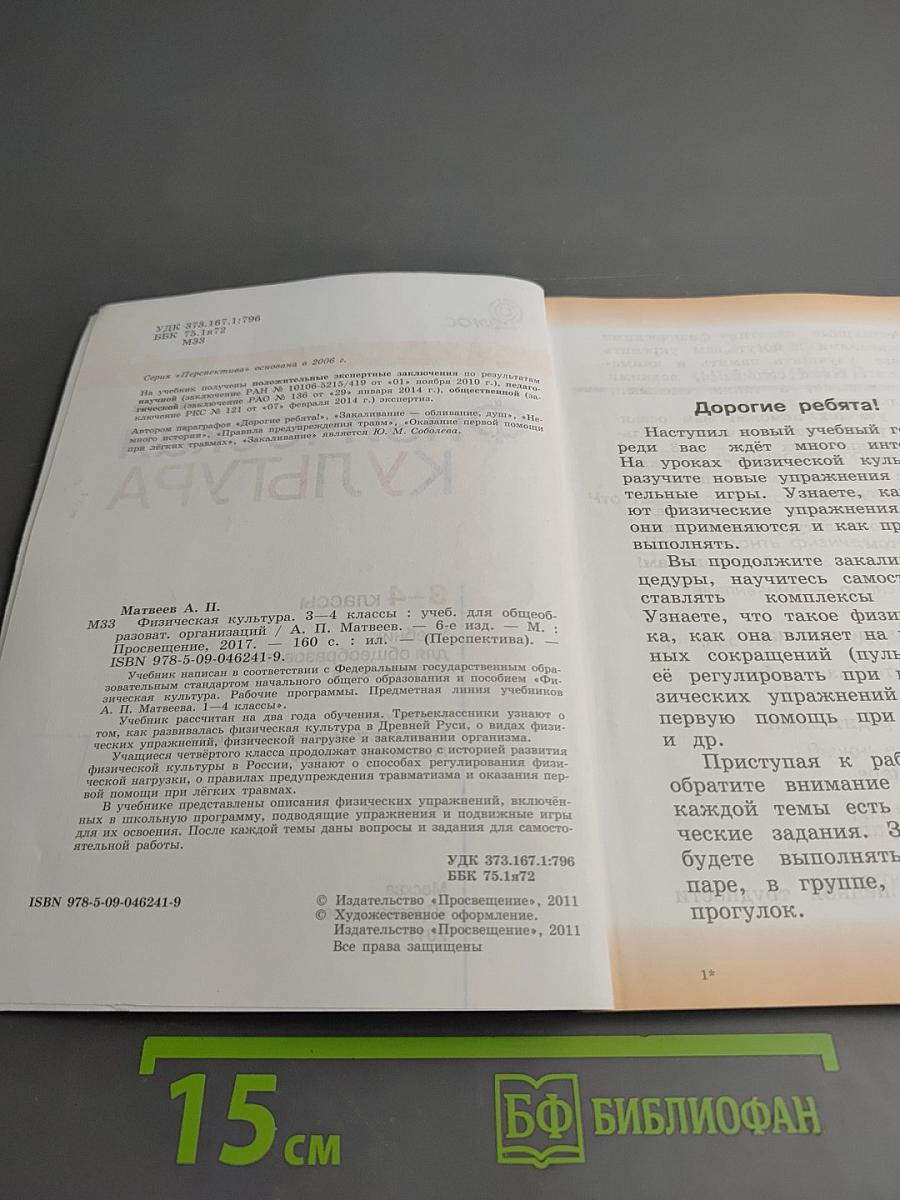 УДК 373.167.1:796
ББК 75.1я72
М33
Серия «Перспектива» основана в 2006 г.
На учебник получены положительные экспертные заключения по результатам
научной (заключение РАН № 10106-5215/419 от «01» ноября 2010 г.), педаго-
гической (заключение РАО № 136 от «29» января 2014 г.), общественной (за-
ключение РКС № 121 от «07» февраля 2014 г.) экспертиз.
Автором параграфов «Дорогие ребята!», «Закаливание — обливание, душ», «Не-
много истории», «Правила предупреждения травм», «Оказание первой помощи
при лёгких травмах», «Закаливание» является Ю. М. Соболева.
Матвеев А. П.
М33 Физическая культура. 3—4 классы : учеб. для общеоб-
разоват. организаций / А. П. Матвеев. — 6-е изд. — М. :
Просвещение, 2017. — 160 с. : ил. — (Перспектива). —
ISBN 978-5-09-046241-9.
Учебник написан в соответствии с Федеральным государственным обра-
зовательным стандартом начального общего образования и пособием «Фи-
зическая культура. Рабочие программы. Предметная линия учебников
А. П. Матвеева. 1—4 классы».
Учебник рассчитан на два года обучения. Третьеклассники узнают о
том, как развивалась физическая культура в Древней Руси, о видах физи-
ческих упражнений, физической нагрузке и закаливании организма.
Учащиеся четвёртого класса продолжат знакомство с историей развития
физической культуры в России, узнают о способах регулирования физи-
ческой нагрузки, о правилах предупреждения травматизма и оказания пер-
вой помощи при лёгких травмах.
В учебнике представлены описания физических упражнений, включён-
ных в школьную программу, подводящие упражнения и подвижные игры
для их освоения. После каждой темы даны вопросы и задания для самосто-
ятельной работы.
УДК 373.167.1:796
ББК 75.1я72
ISBN 978-5-09-046241-9
© Издательство «Просвещение», 2011
© Художественное оформление.
Издательство «Просвещение», 2011
Все права защищены
Дорогие ребята!
Наступил новый учебный го
реди вас ждёт много инт
На уроках физической куль
разучите новые упражнения
тельные игры. Узнаете, ка
ют физические упражнения
они применяются и как пр
выполнять.
Вы продолжите закали
цедуры, научитесь самост
ставлять комплексы
Узнаете, что такое физи
ка, как она влияет на
ных сокращений (пуль
её регулировать при
зических упражнений
первую помощь при
и др.
Приступая к раб
обратите внимание
каждой темы есть
ческие задания. З
будете выполнять
паре, в группе,
прогулок.
1*
15 см
БФ БИБЛИОФАН